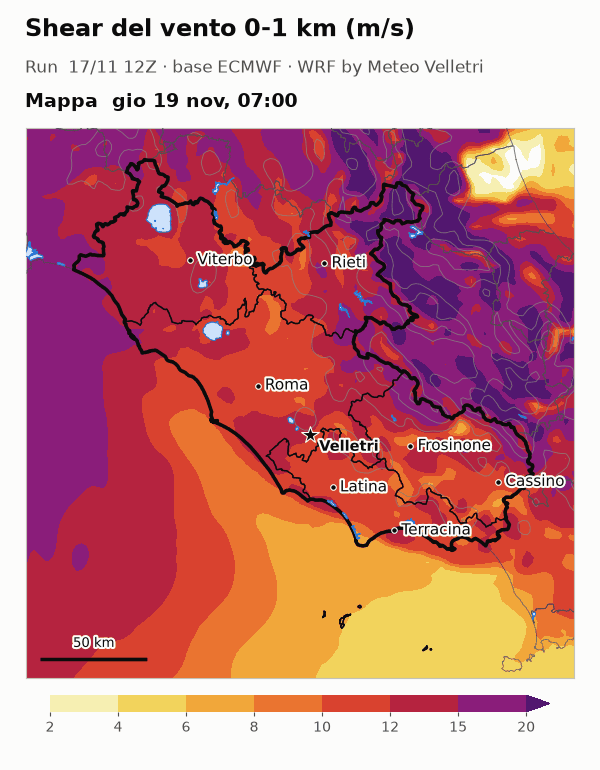 Shear del vento 0-1 km (m/s)
Run  17/11 12Z · base ECMWF · WRF by Meteo Velletri
Mappa  gio 19 nov, 07:00
Viterbo
Rieti
Roma
Velletri
Frosinone
Latina
Cassino
Terracina
50 km
2 4 6 8 10 12 15 20